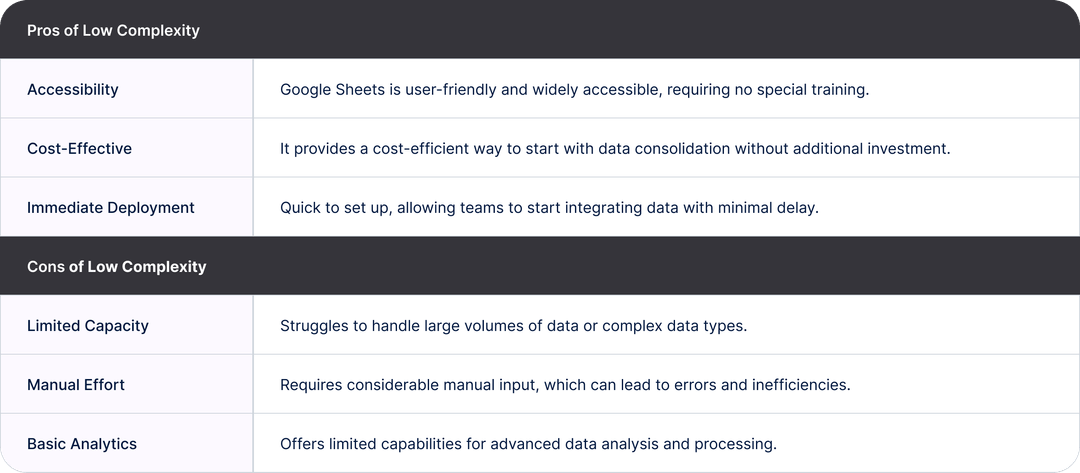 Pros of Low Complexity
Accessibility
Google Sheets is user-friendly and widely accessible, requiring no special training.
Cost-Effective
It provides a cost-efficient way to start with data consolidation without additional investment.
Immediate Deployment
Quick to set up, allowing teams to start integrating data with minimal delay.
Cons of Low Complexity
Limited Capacity
Struggles to handle large volumes of data or complex data types.
Manual Effort
Requires considerable manual input, which can lead to errors and inefficiencies.
Basic Analytics
Offers limited capabilities for advanced data analysis and processing.